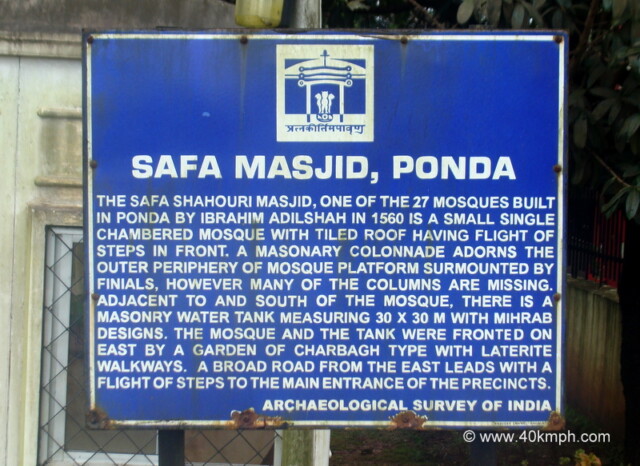 प्रत्नकीर्तिमपावृणु
SAFA MASJID, PONDA
THE SAFA SHAHOURI MASJID, ONE OF THE 27 MOSQUES BUILT
IN PONDA BY IBRAHIM ADILSHAH IN 1560 IS A SMALL SINGLE
CHAMBERED MOSQUE WITH TILED ROOF HAVING FLIGHT OF
STEPS IN FRONT. A MASONARY COLONNADE ADORNS THE
OUTER PERIPHERY OF MOSQUE PLATFORM SURMOUNTED BY
FINIALS, HOWEVER MANY OF THE COLUMNS ARE MISSING.
ADJACENT TO AND SOUTH OF THE MOSQUE, THERE IS A
MASONRY WATER TANK MEASURING 30 X 30 M WITH MIHRAB
DESIGNS. THE MOSQUE AND THE TANK WERE FRONTED ON
EAST BY A GARDEN OF CHARBAGH TYPE WITH LATERITE
WALKWAYS. A BROAD ROAD FROM THE EAST LEADS WITH A
FLIGHT OF STEPS TO THE MAIN ENTRANCE OF THE PRECINCTS.
ARCHAEOLOGICAL SURVEY OF INDIA
© www.40kmph.com